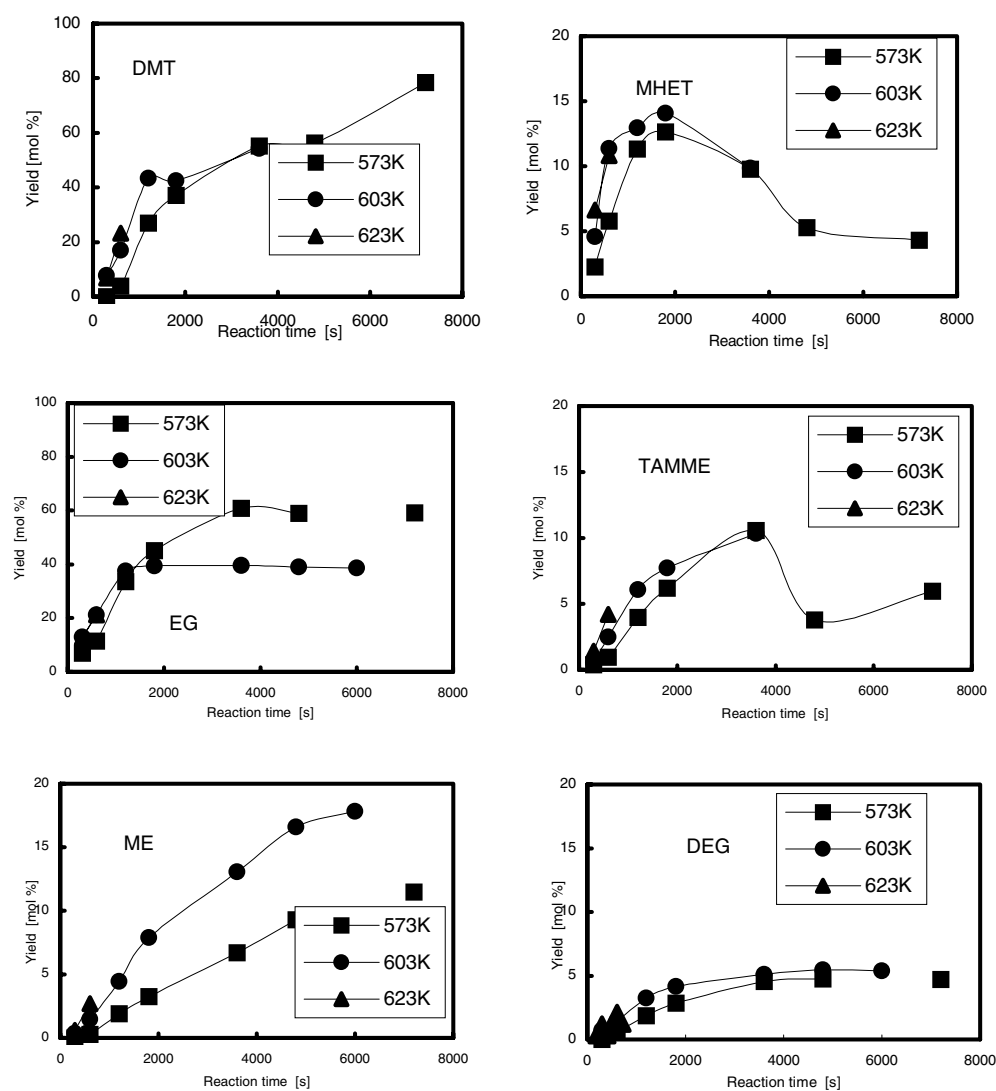 DMT
Yield [mol %]
100
80
60
40
20
0
573K
603K
623K
0 2000 4000 6000 8000
Reaction time [s]
MHET
Yield [mol %]
20
15
10
5
0
573K
603K
623K
0 2000 4000 6000 8000
Reaction time [s]
EG
Yield [mol %]
100
80
60
40
20
0
573K
603K
623K
0 2000 4000 6000 8000
Reaction time [s]
TAMME
Yield [mol %]
20
15
10
5
0
573K
603K
623K
0 2000 4000 6000 8000
Reaction time [s]
ME
Yield [mol %]
20
15
10
5
0
573K
603K
623K
0 2000 4000 6000 8000
Reaction time [s]
DEG
Yield [mol %]
20
15
10
5
0
573K
603K
623K
0 2000 4000 6000 8000
Reaction time [s]